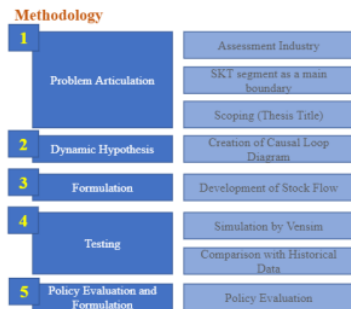 Methodology
1
Problem Articulation
Assessment Industry
SKT segment as a main
boundary
Scoping (Thesis Title)
2
Dynamic Hypothesis
Creation of Causal Loop
Diagram
3
Formulation
Development of Stock Flow
4
Testing
Simulation by Vensim
Comparison with Historical
Data
5
Policy Evaluation and
Formulation
Policy Evaluation